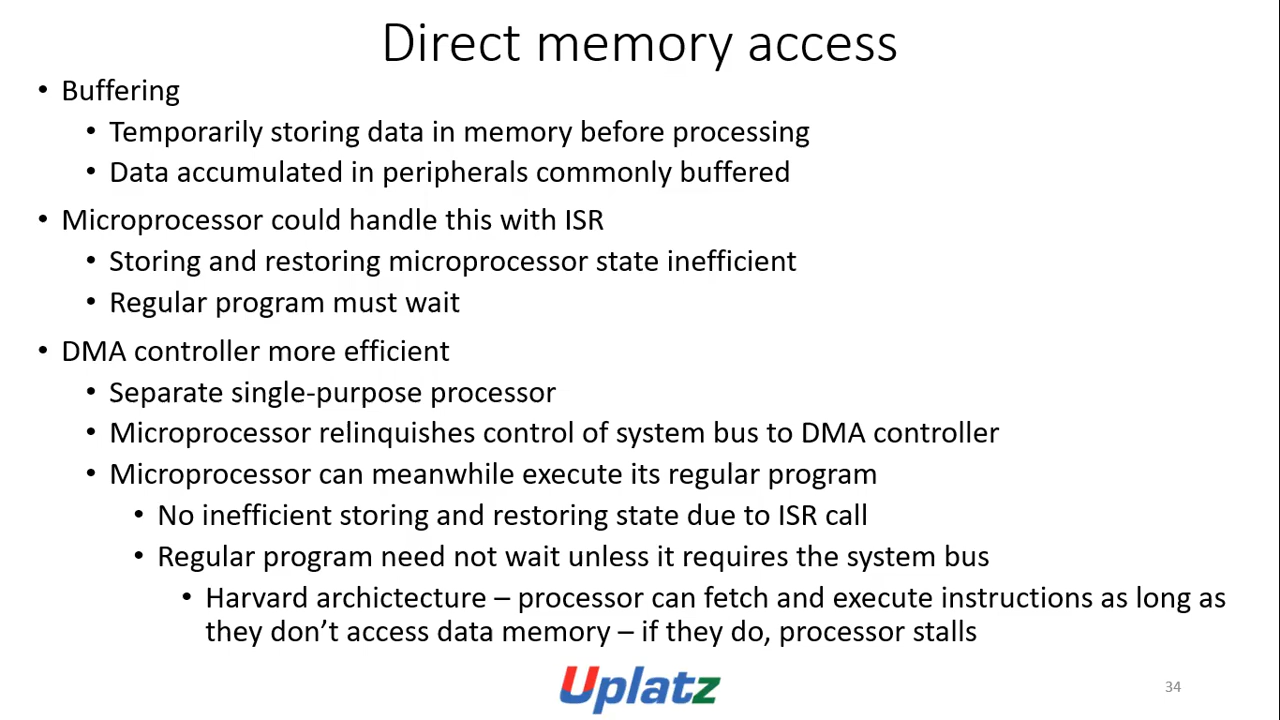 Direct memory access
• Buffering
• Temporarily storing data in memory before processing
• Data accumulated in peripherals commonly buffered
• Microprocessor could handle this with ISR
• Storing and restoring microprocessor state inefficient
• Regular program must wait
• DMA controller more efficient
• Separate single-purpose processor
• Microprocessor relinquishes control of system bus to DMA controller
• Microprocessor can meanwhile execute its regular program
• No inefficient storing and restoring state due to ISR call
• Regular program need not wait unless it requires the system bus
• Harvard archictecture – processor can fetch and execute instructions as long as
they don’t access data memory – if they do, processor stalls
Uplatz
34